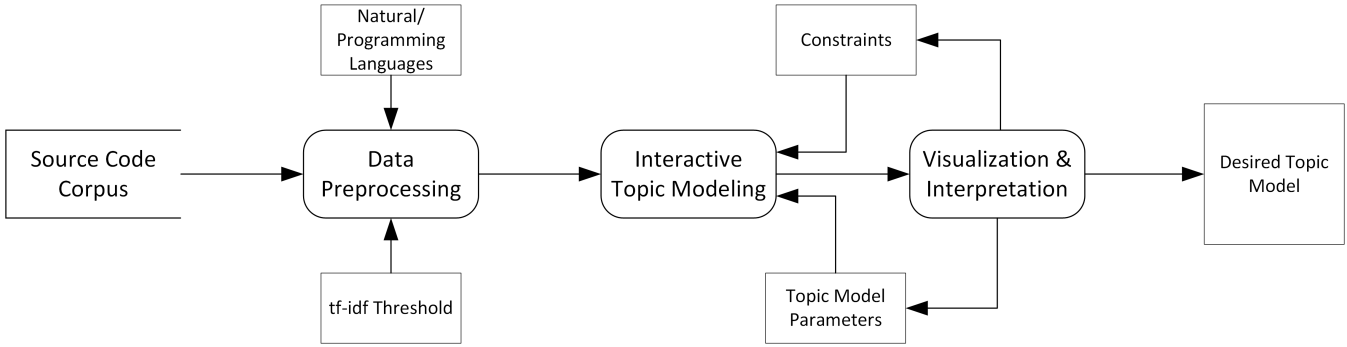 Natural/
Programming
Languages
Constraints
Source Code
Corpus
Data
Preprocessing
Interactive
Topic Modeling
Visualization &
Interpretation
Desired Topic
Model
tf-idf Threshold
Topic Model
Parameters